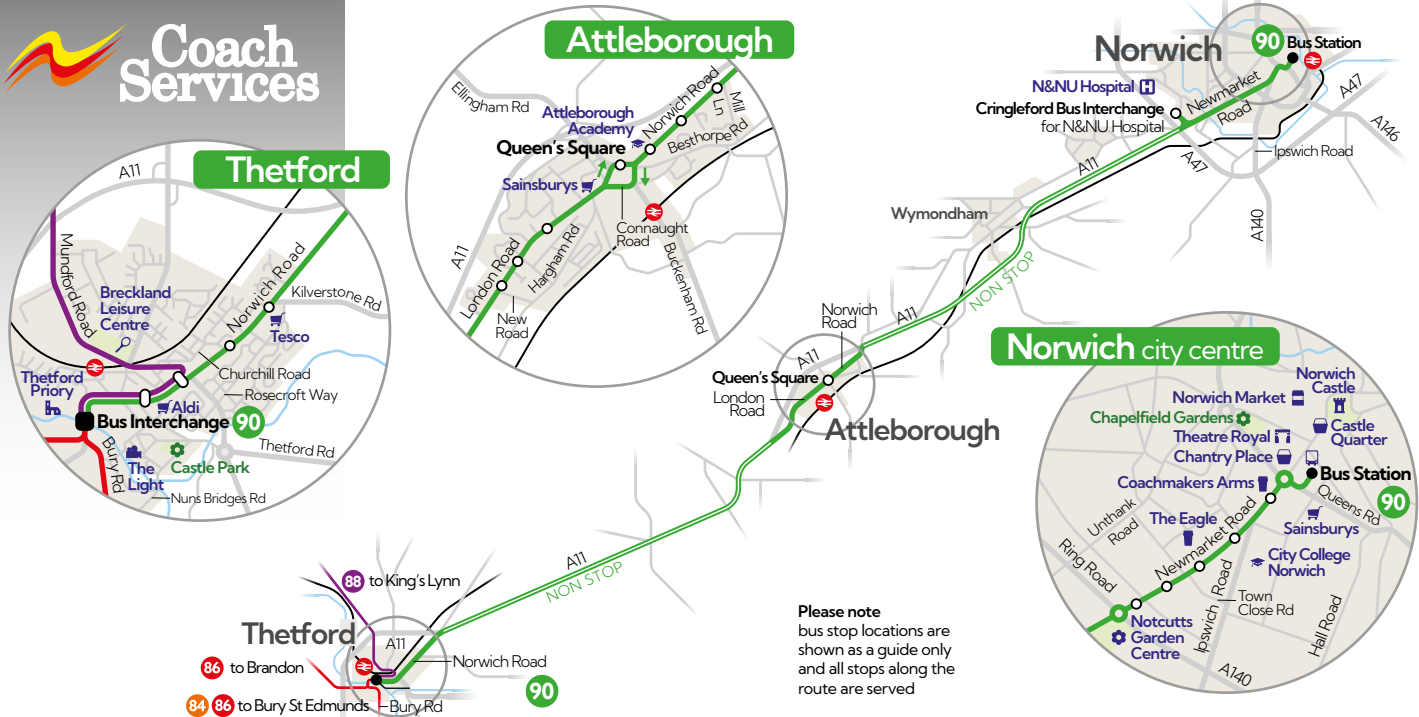 Coach
Services
Thetford
A11
Mundford Road
Norwich Road
Kilverstone Rd
Breckland
Leisure
Centre
Tesco
Churchill Road
Rosecroft Way
Thetford
Priory
Aldi
Bus Interchange 90
Thetford Rd
Bury Rd
The
Light
Castle Park
Nuns Bridges Rd
Attleborough
Ellingham Rd
Attleborough
Academy
Norwich Road
Mill
Ln
Besthorpe Rd
Queen's Square
Sainsburys
Connaught
Road
A11
London Road
Hargham Rd
Buckenham Rd
New
Road
Norwich
90 Bus Station
N&NU Hospital H
Cringleford Bus Interchange
for N&NU Hospital
Newmarket
Road
A47
A146
Ipswich Road
A47
A11
A140
Wymondham
NON STOP
Norwich
Road
A11
A11
Queen's Square
London
Road
Attleborough
A11
NON STOP
88 to King's Lynn
Thetford
A11
86 to Brandon
Norwich Road
90
84 86 to Bury St Edmunds
Bury Rd
Please note
bus stop locations are
shown as a guide only
and all stops along the
route are served
Norwich city centre
Norwich
Castle
Norwich Market
Chapelfield Gardens
Castle
Quarter
Theatre Royal
Chantry Place
Bus Station
90
Coachmakers Arms
Queens Rd
Unthank
Road
The Eagle
Newmarket Road
Sainsburys
Ring Road
City College
Norwich
Ipswich Road
Town
Close Rd
Hall Road
Notcutts
Garden
Centre
A140